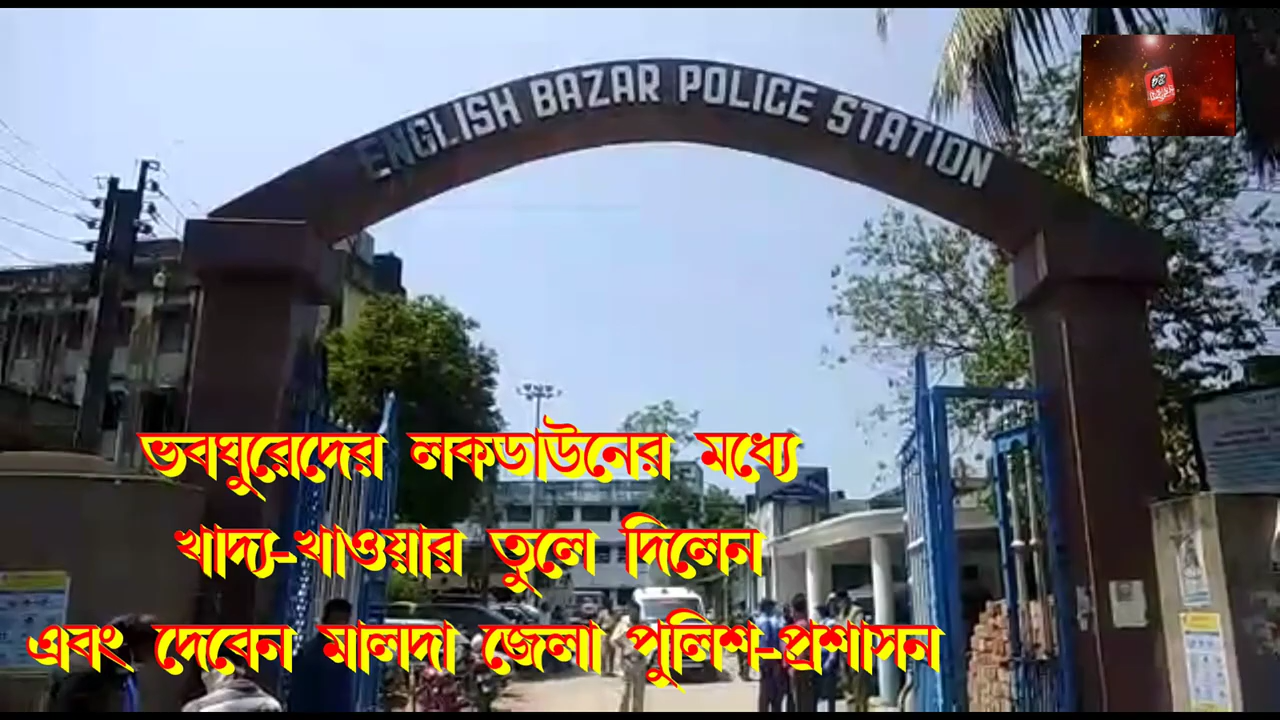 ENGLISH BAZAR POLICE STATION
ভবঘুরেদের লকডাউনের মধ্যে
খাদ্য-খাওয়ার তুলে দিলেন
এবং দেবেন মালদা জেলা পুলিশ-প্রশাসন